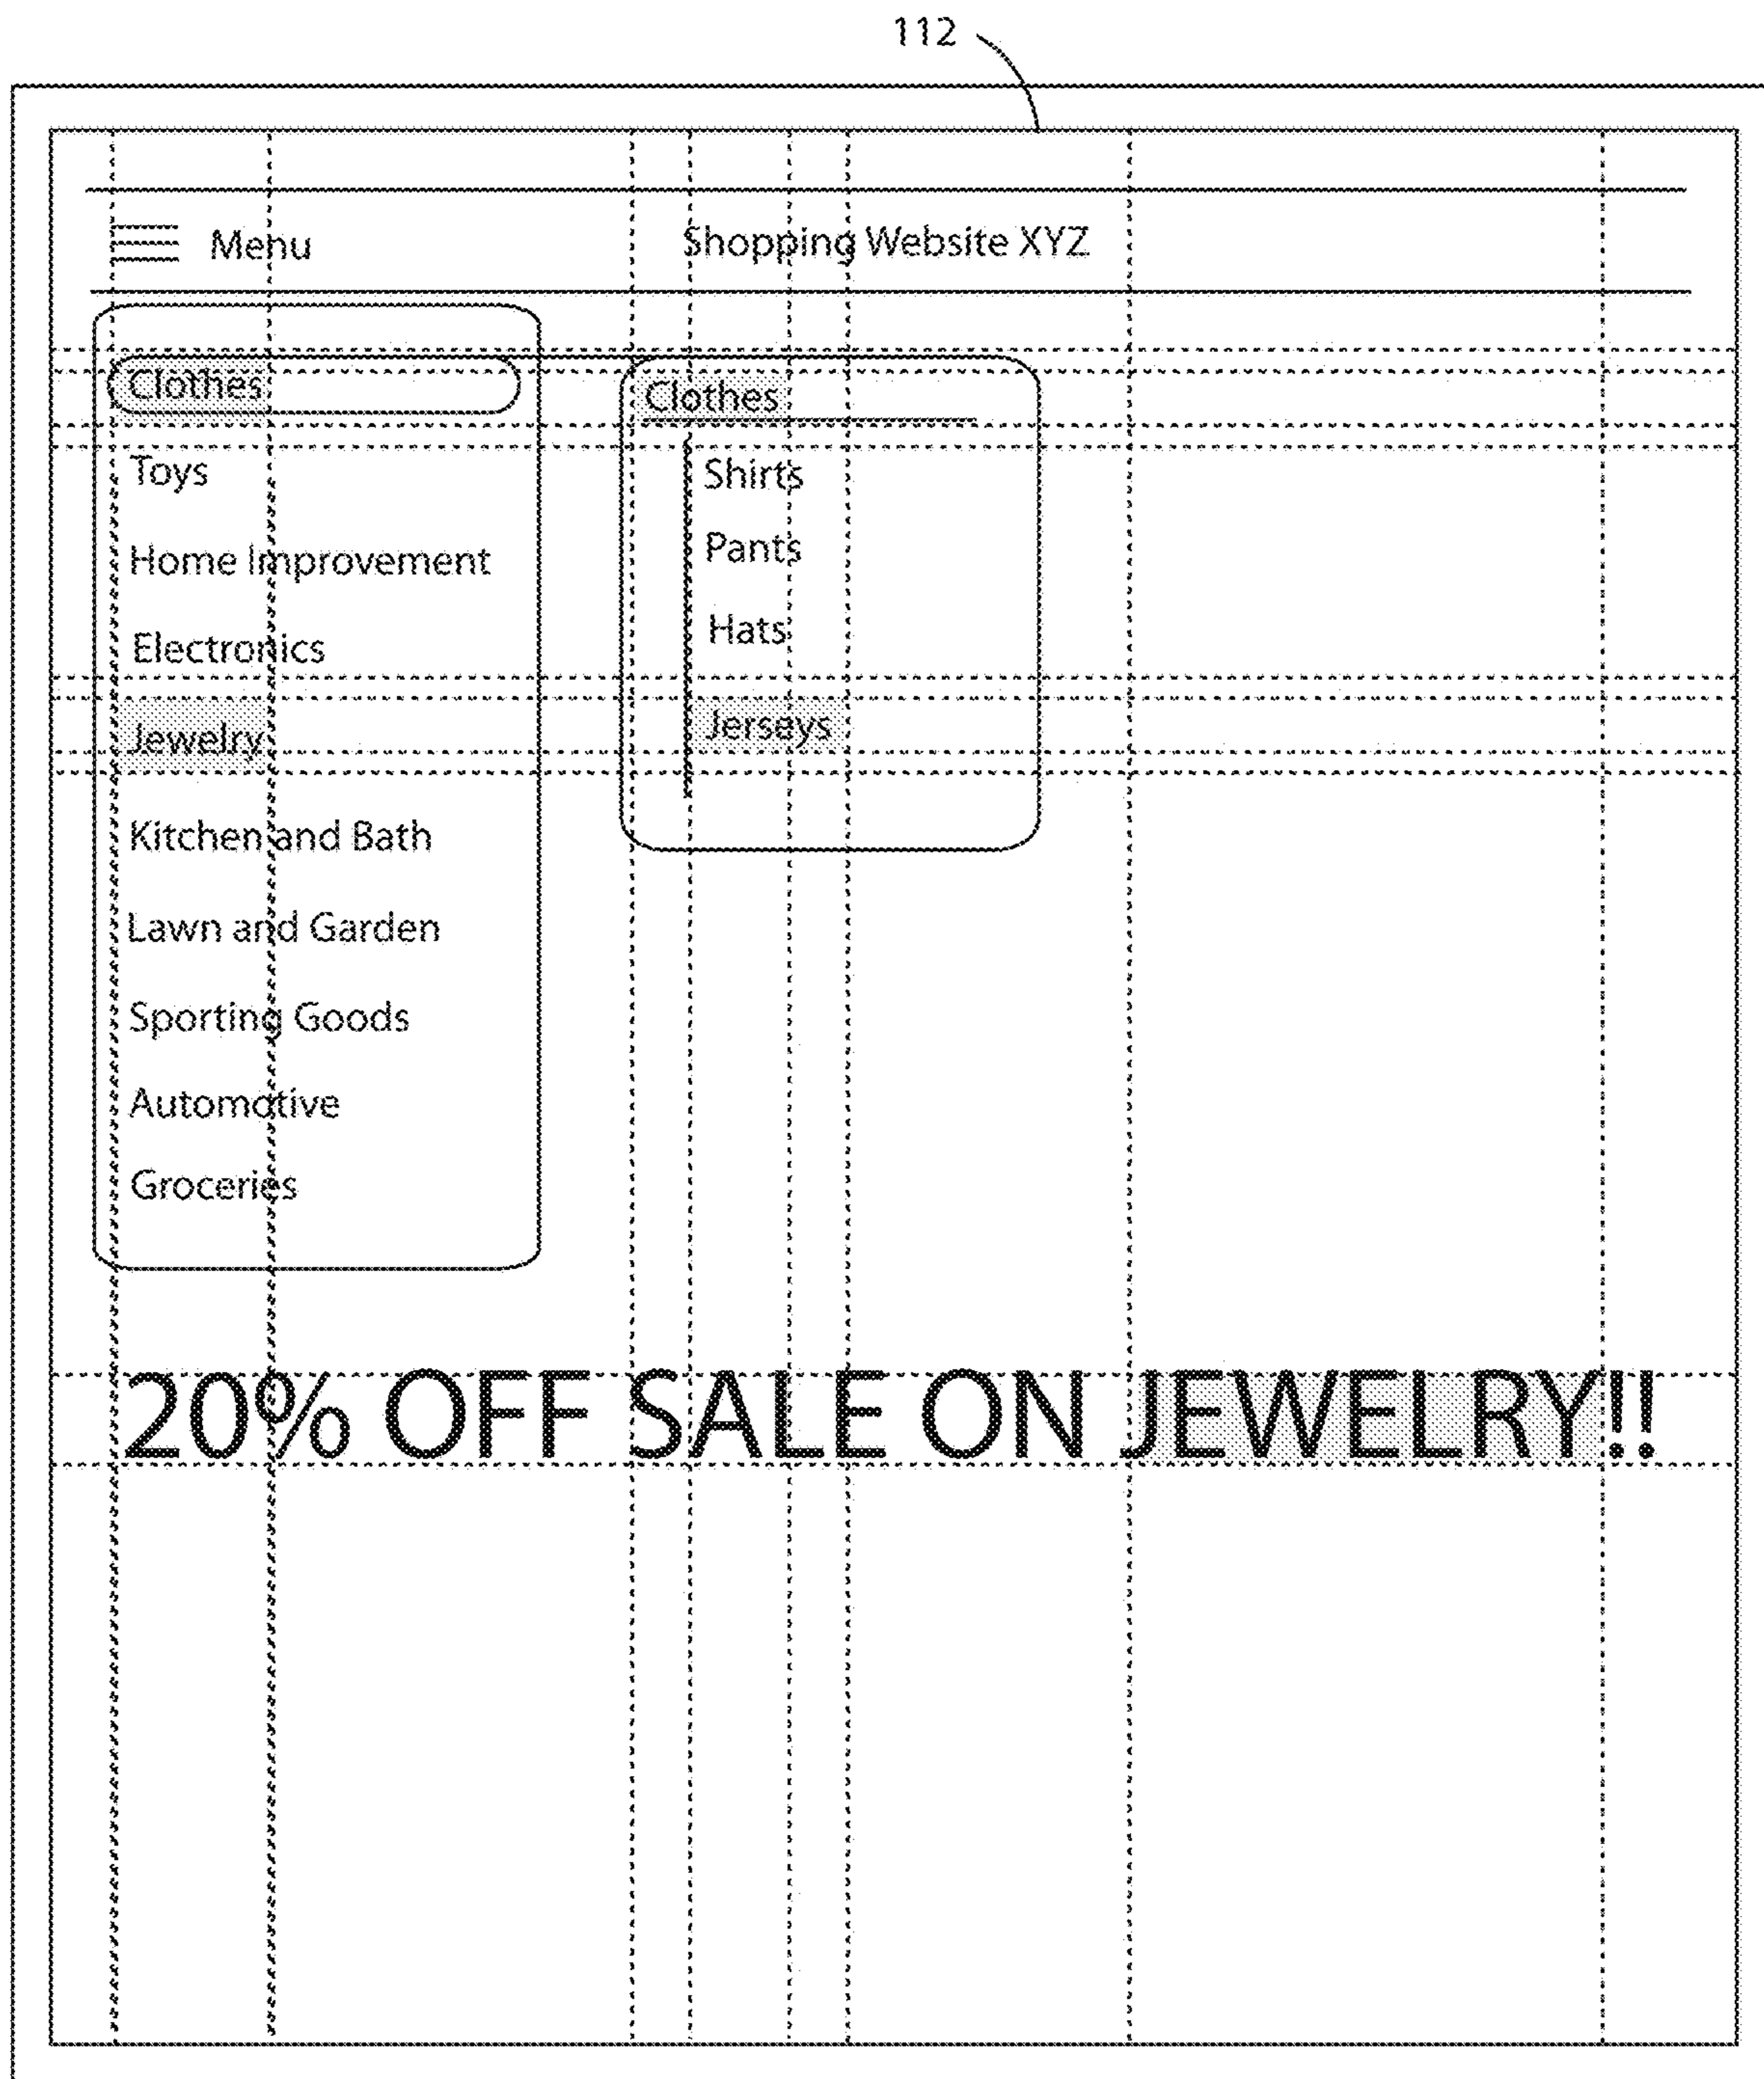 112
Menu
Shopping Website XYZ
Clothes
Toys
Home Improvement
Electronics
Jewelry
Kitchen and Bath
Lawn and Garden
Sporting Goods
Automotive
Groceries
Clothes
Shirts
Pants
Hats
Jerseys
20% OFF SALE ON JEWELRY!!